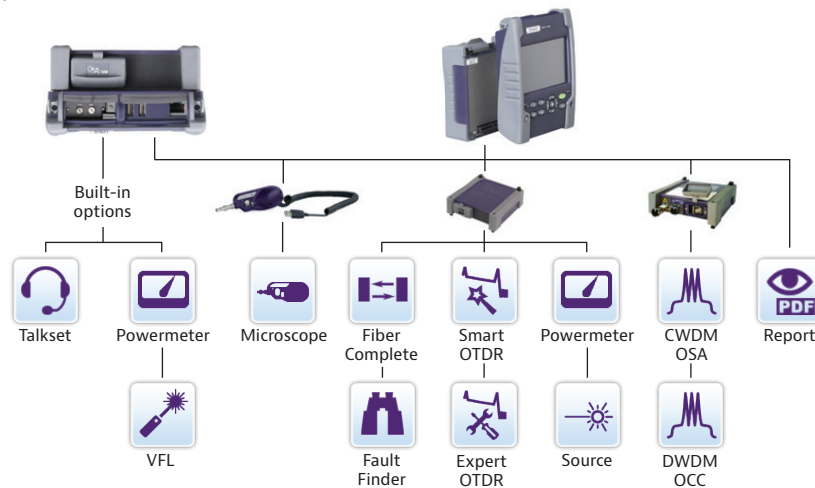 Built-in
options
Talkset
Powermeter
Microscope
Fiber
Complete
Smart
OTDR
Powermeter
CWDM
OSA
PDF
Report
VFL
Fault
Finder
Expert
OTDR
Source
DWDM
OCC